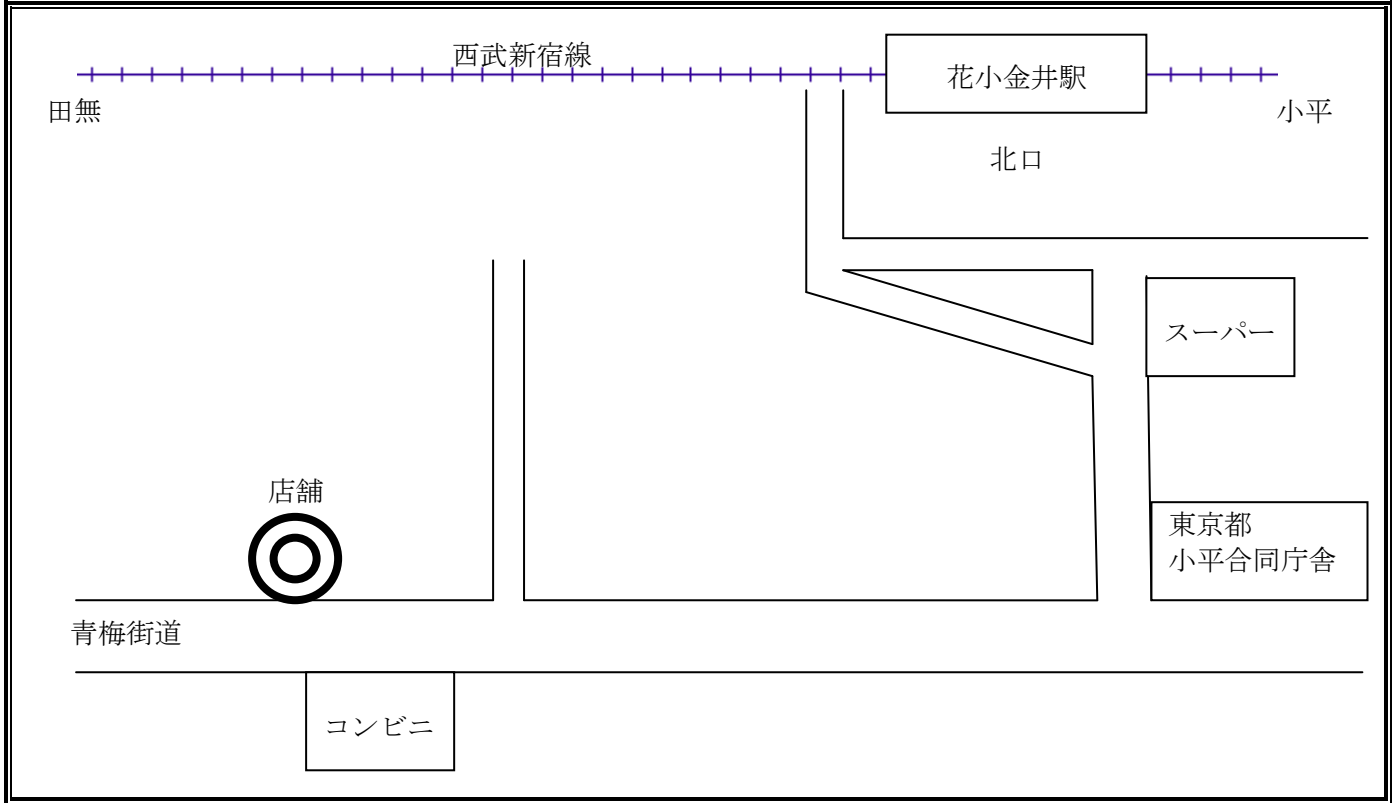 西武新宿線
花小金井駅
田無
小平
北口
スーパー
店舗
東京都
小平合同庁舎
青梅街道
コンビニ